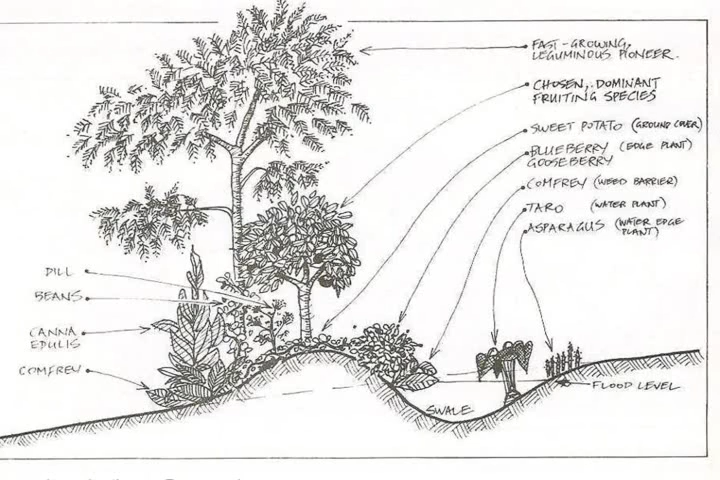 FAST-GROWING,
LEGUMINOUS PIONEER.
CHOSEN, DOMINANT
FRUITING SPECIES
SWEET POTATO (GROUND COVER)
BLUEBERRY (EDGE PLANT)
GOOSEBERRY
COMFREY (WEED BARRIER)
TARO (WATER PLANT)
ASPARAGUS (WATER EDGE
PLANT)
DILL
BEANS
CANNA
EDULIS
COMFREY
SWALE
FLOOD LEVEL